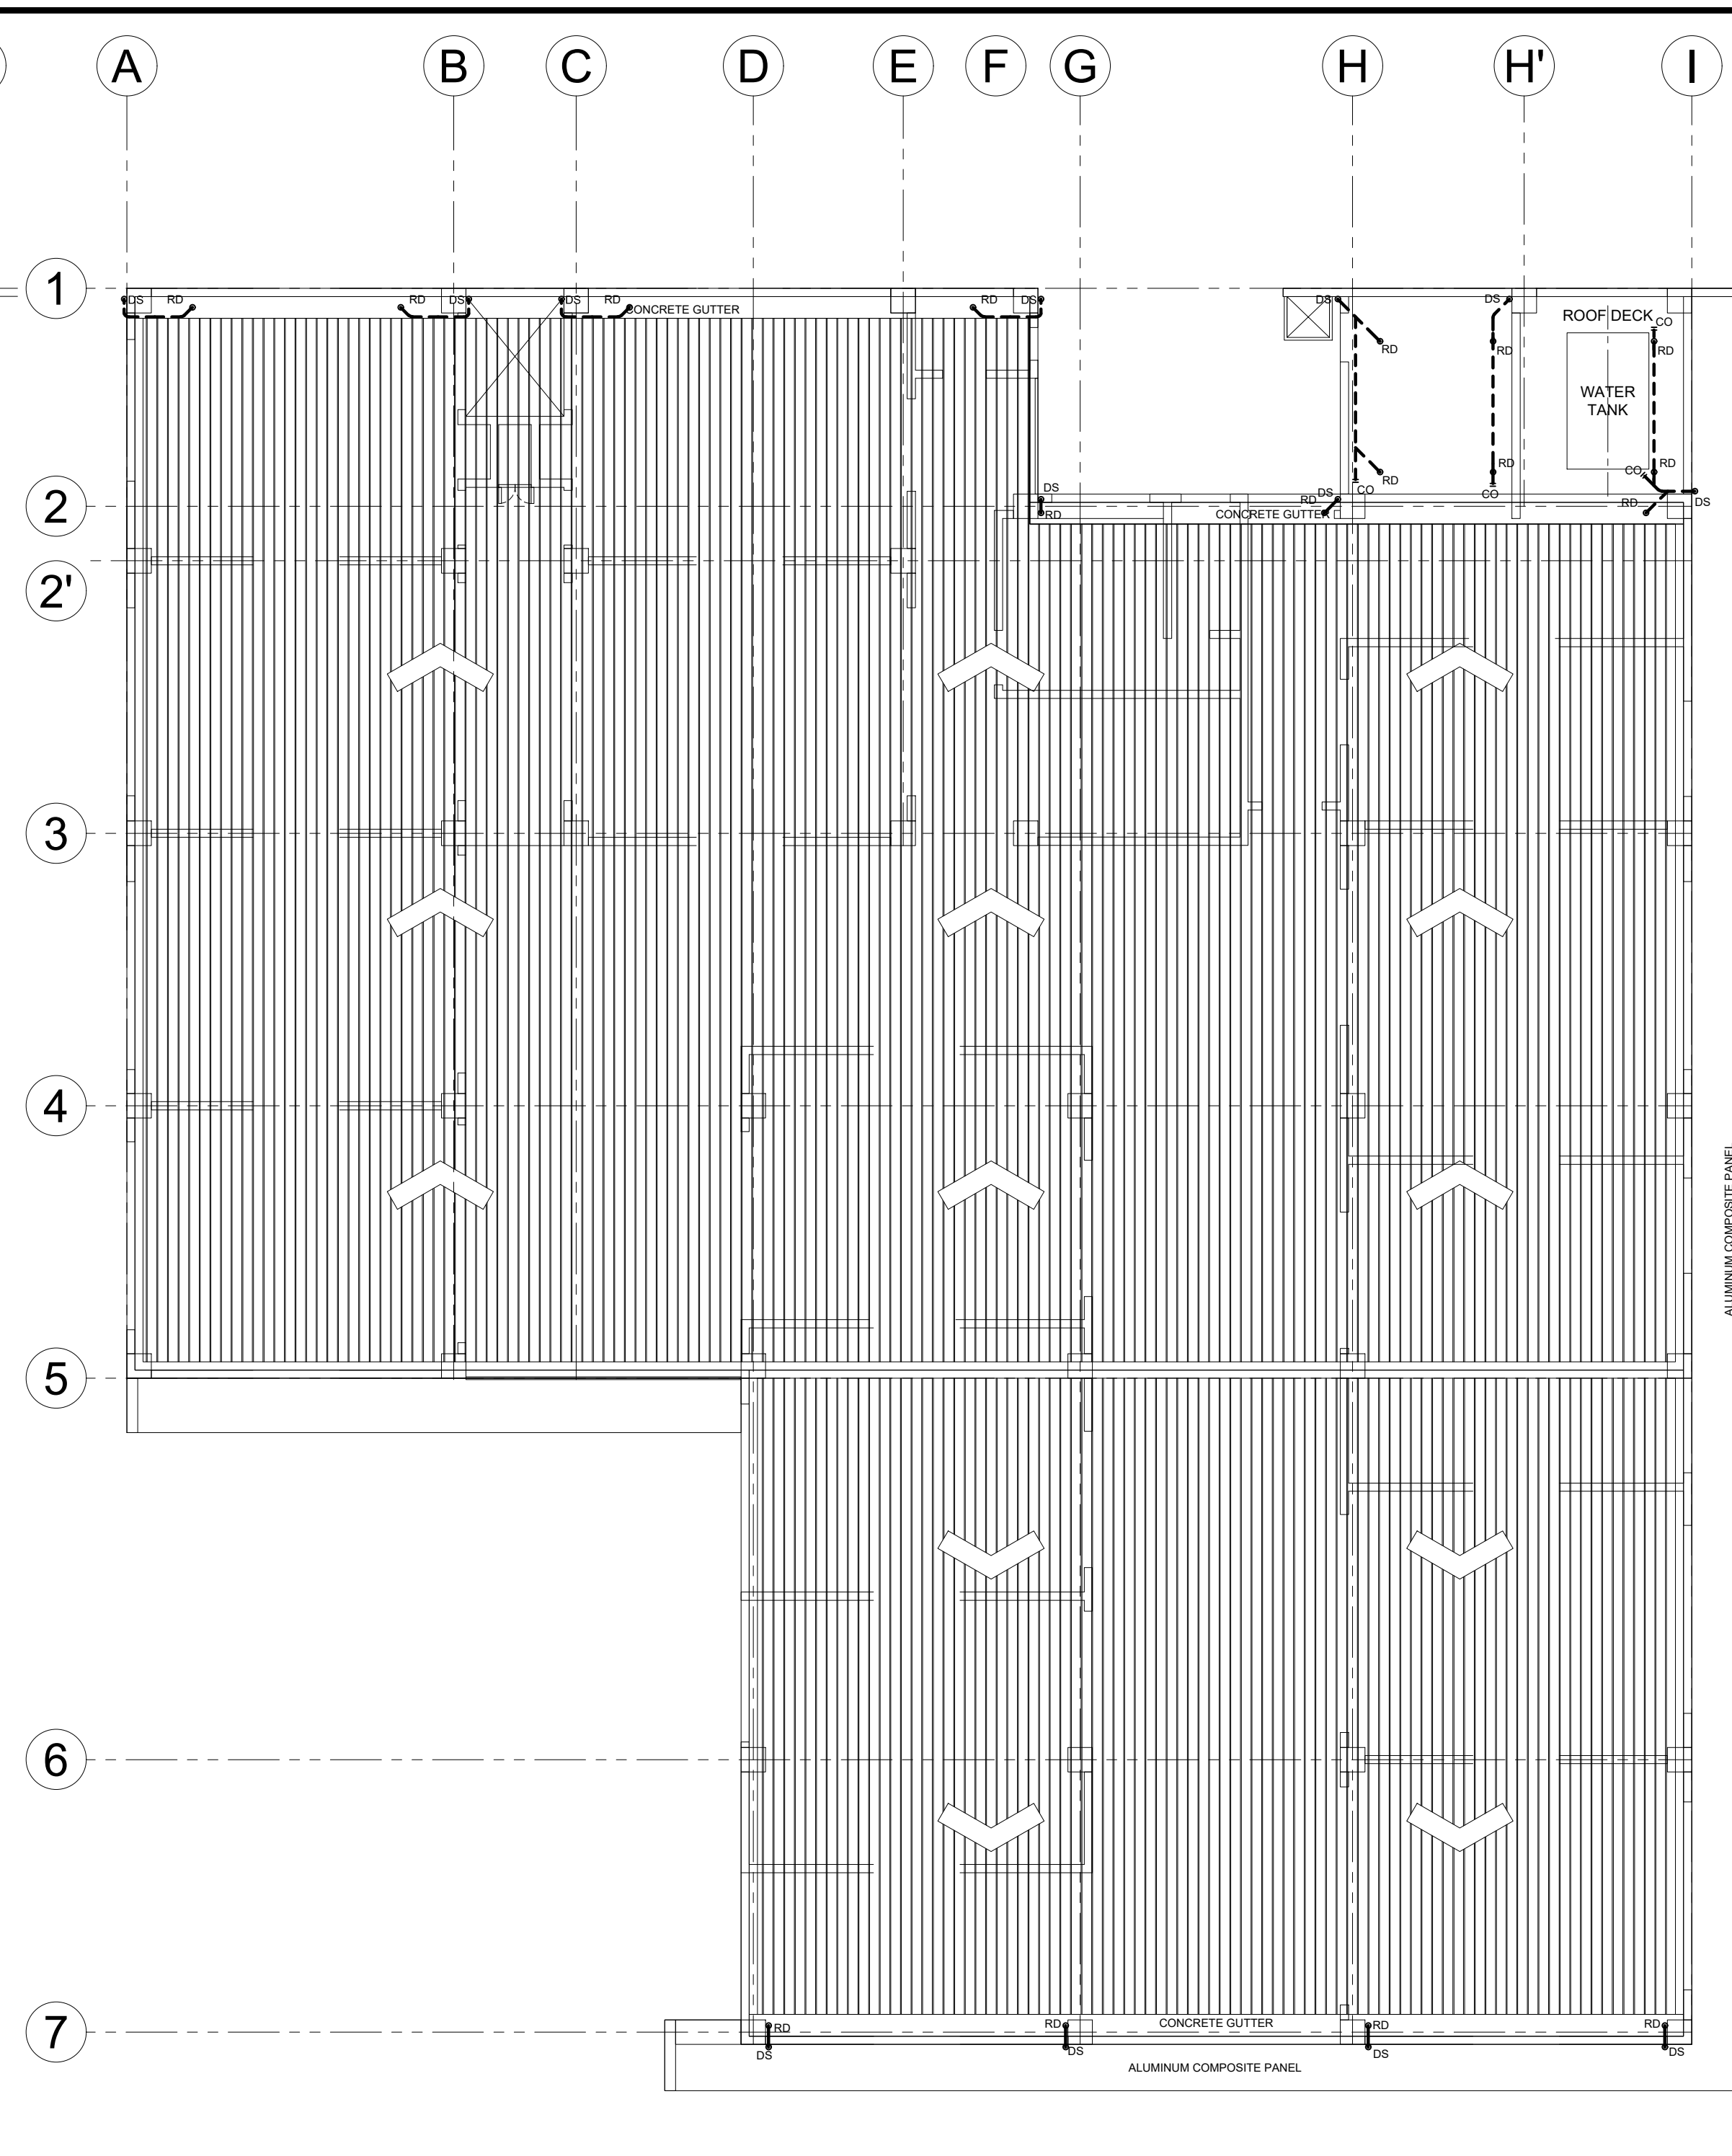 A B C D E F G H H' I
1
DS RD RD DS DS RD RD DS DS DS
CONCRETE GUTTER
ROOF DECK
CO
RD RD RD
WATER
TANK
RD RD
CO
RD
CO CO
2
DS RD DS RD DS
RD
CONCRETE GUTTER
2'
3
4
ALUMINUM COMPOSITE PANEL
5
6
7
RD RD CONCRETE GUTTER RD RD
DS DS DS DS
ALUMINUM COMPOSITE PANEL